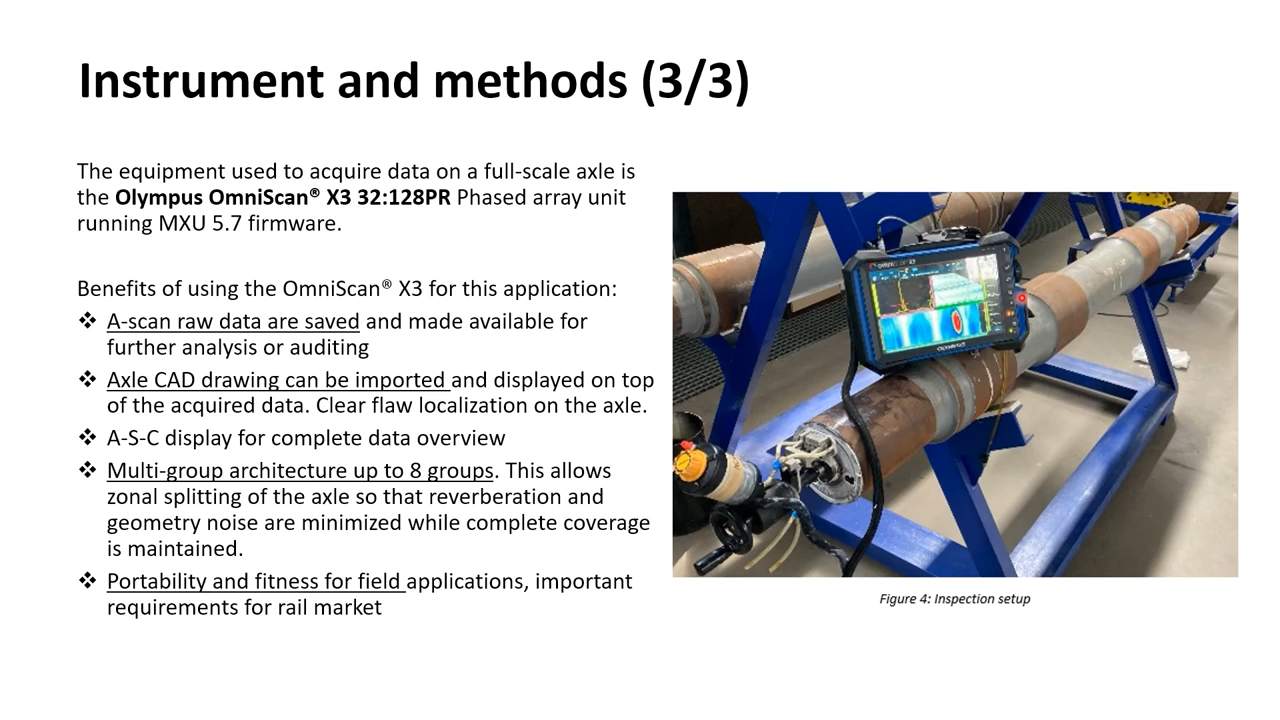 Instrument and methods (3/3)
The equipment used to acquire data on a full-scale axle is
the Olympus OmniScan® X3 32:128PR Phased array unit
running MXU 5.7 firmware.
Benefits of using the OmniScan® X3 for this application:
❖ A-scan raw data are saved and made available for
further analysis or auditing
❖ Axle CAD drawing can be imported and displayed on top
of the acquired data. Clear flaw localization on the axle.
❖ A-S-C display for complete data overview
❖ Multi-group architecture up to 8 groups. This allows
zonal splitting of the axle so that reverberation and
geometry noise are minimized while complete coverage
is maintained.
❖ Portability and fitness for field applications, important
requirements for rail market
OLYMPUS
Figure 4: Inspection setup